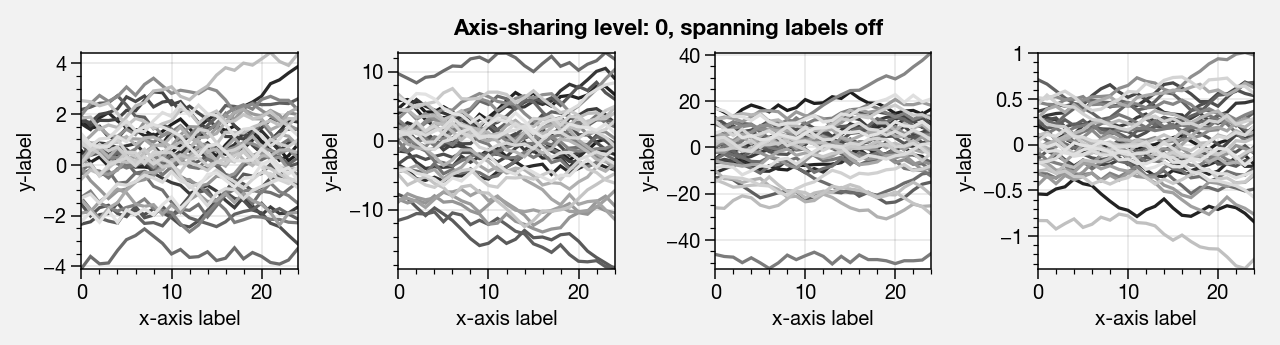 Axis-sharing level: 0, spanning labels off
y-label
4
2
0
−2
−4
0 10 20
x-axis label
y-label
10
0
−10
0 10 20
x-axis label
y-label
40
20
0
−20
−40
0 10 20
x-axis label
y-label
1
0.5
0
−0.5
−1
0 10 20
x-axis label